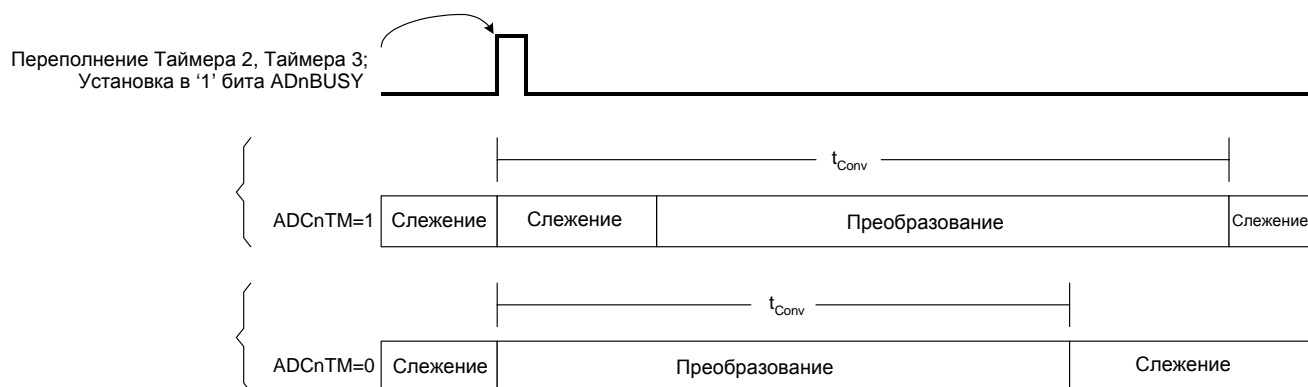 Переполнение Таймера 2, Таймера 3;
Установка в ‘1’ бита ADnBUSY
tConv
ADCnTM=1 Слежение Слежение Преобразование Слежение
tConv
ADCnTM=0 Слежение Преобразование Слежение